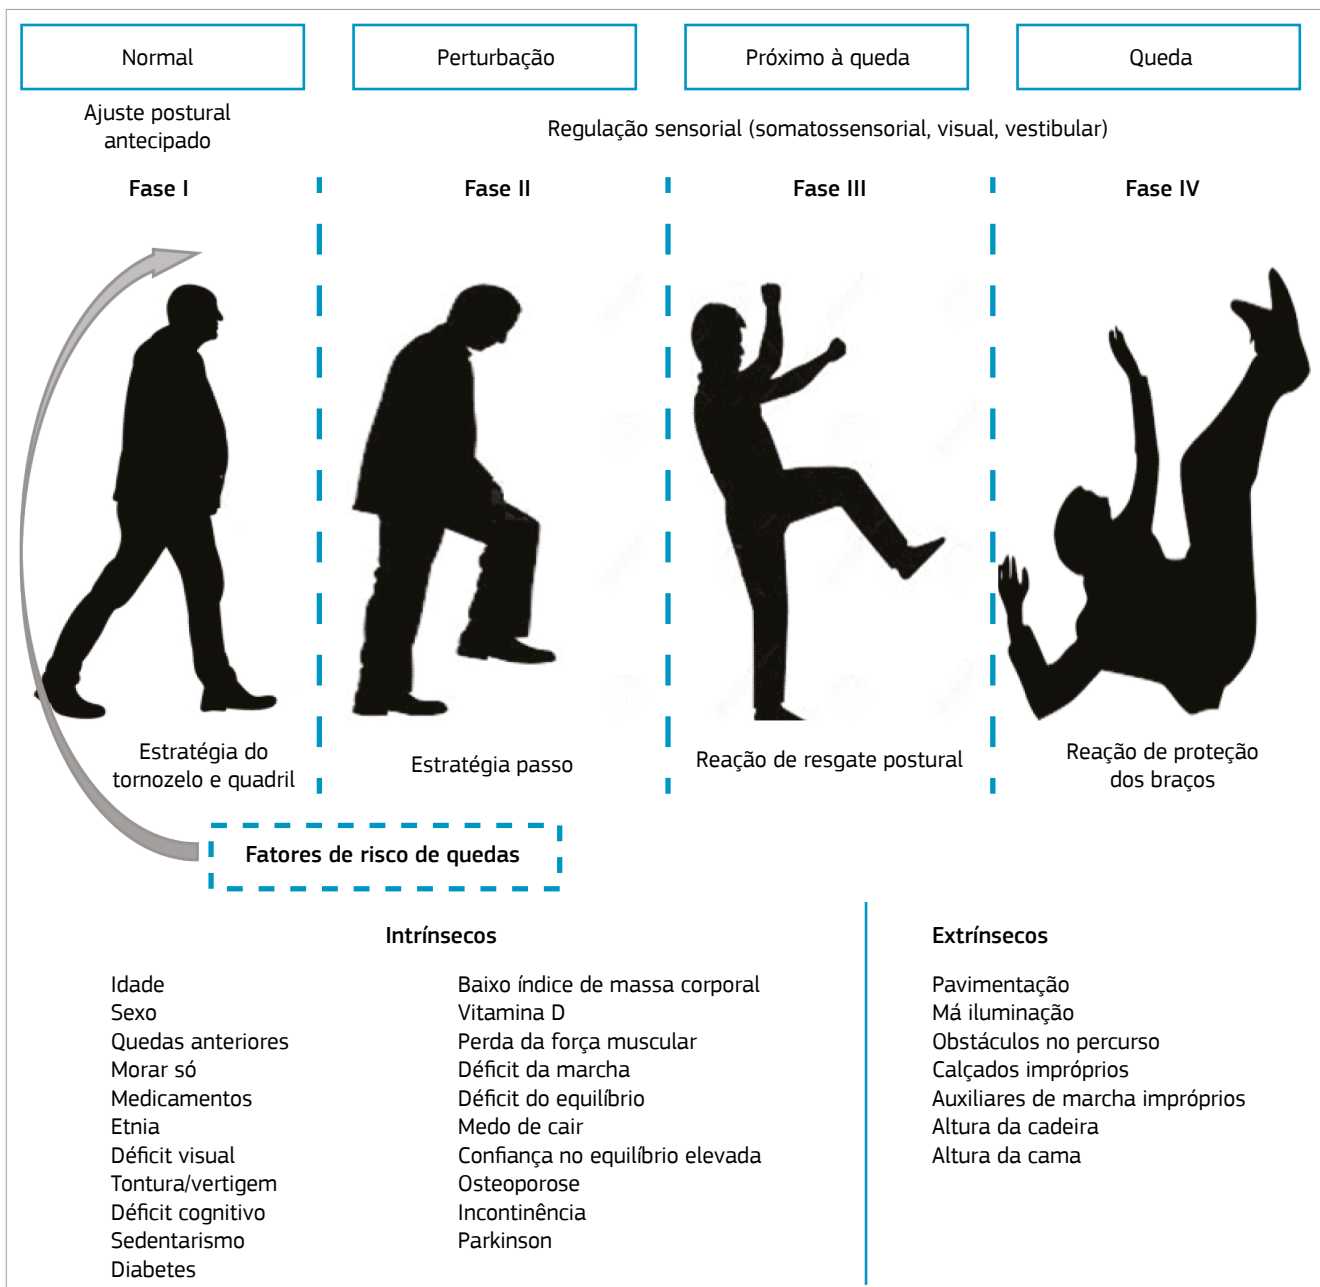 Normal
Perturbação
Próximo à queda
Queda
Ajuste postural
antecipado
Regulação sensorial (somatossensorial, visual, vestibular)
Fase I
Fase II
Fase III
Fase IV
Estratégia do
tornozelo e quadril
Estratégia passo
Reação de resgate postural
Reação de proteção
dos braços
Fatores de risco de quedas
Intrínsecos
Idade
Sexo
Quedas anteriores
Morar só
Medicamentos
Etnia
Déficit visual
Tontura/vertigem
Déficit cognitivo
Sedentarismo
Diabetes
Baixo índice de massa corporal
Vitamina D
Perda da força muscular
Déficit da marcha
Déficit do equilíbrio
Medo de cair
Confiança no equilíbrio elevada
Osteoporose
Incontinência
Parkinson
Extrínsecos
Pavimentação
Má iluminação
Obstáculos no percurso
Calçados impróprios
Auxiliares de marcha impróprios
Altura da cadeira
Altura da cama